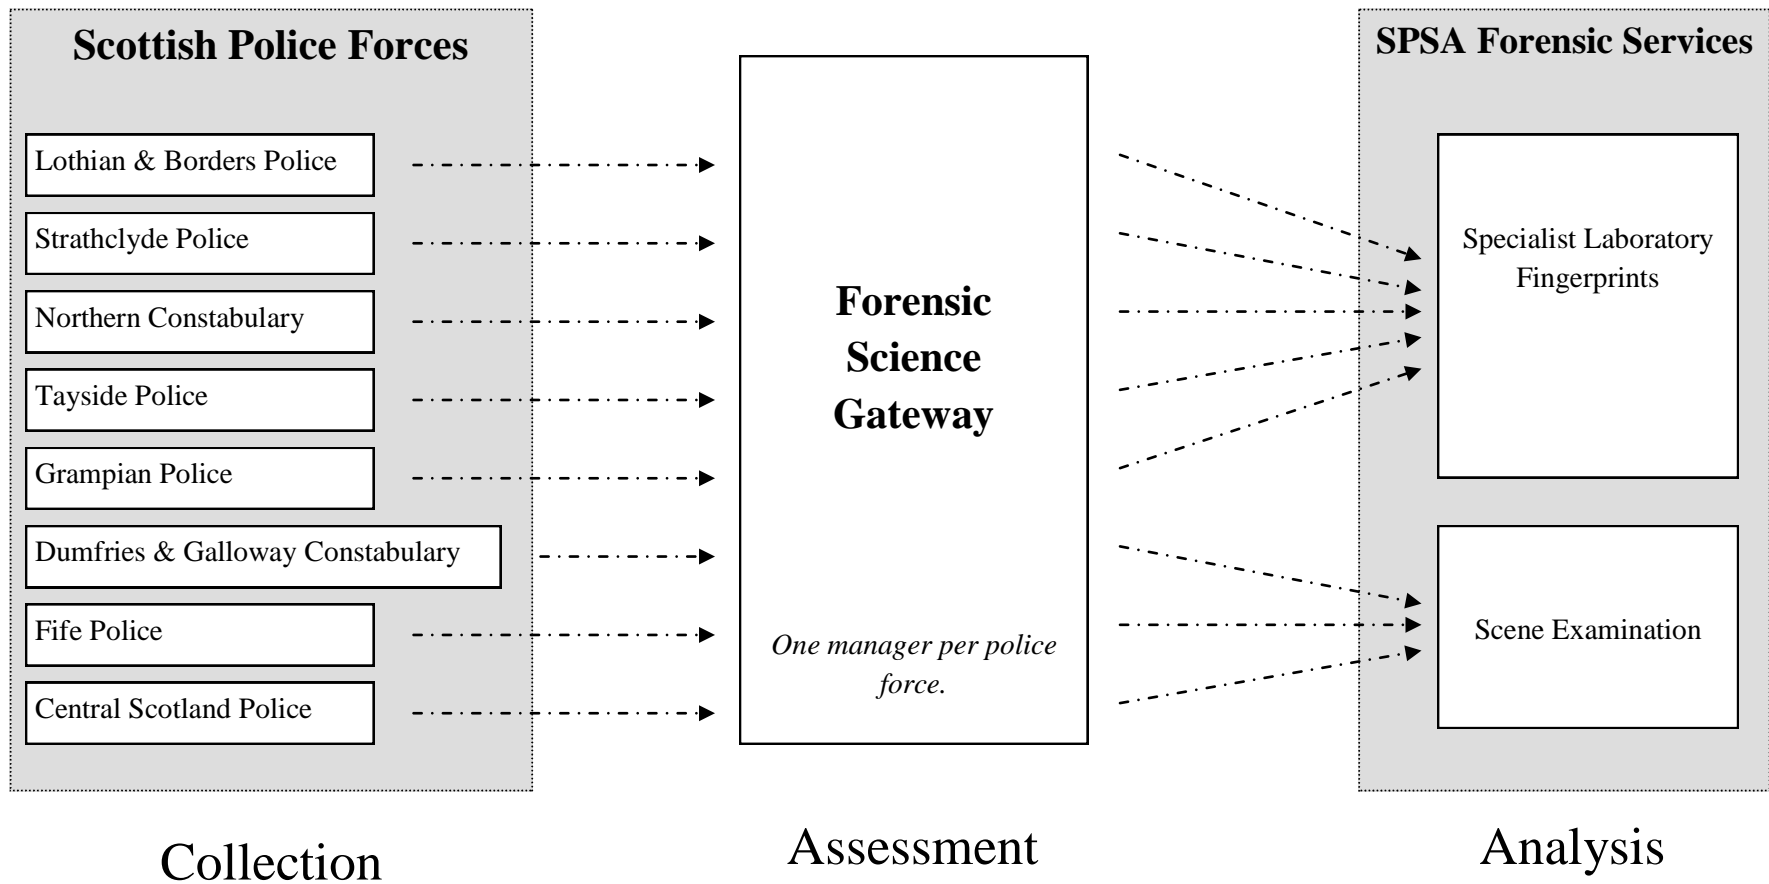 Scottish Police Forces
Lothian & Borders Police
Strathclyde Police
Northern Constabulary
Tayside Police
Grampian Police
Dumfries & Galloway Constabulary
Fife Police
Central Scotland Police
Collection
Forensic
Science
Gateway
One manager per police
force.
Assessment
SPSA Forensic Services
Specialist Laboratory
Fingerprints
Scene Examination
Analysis